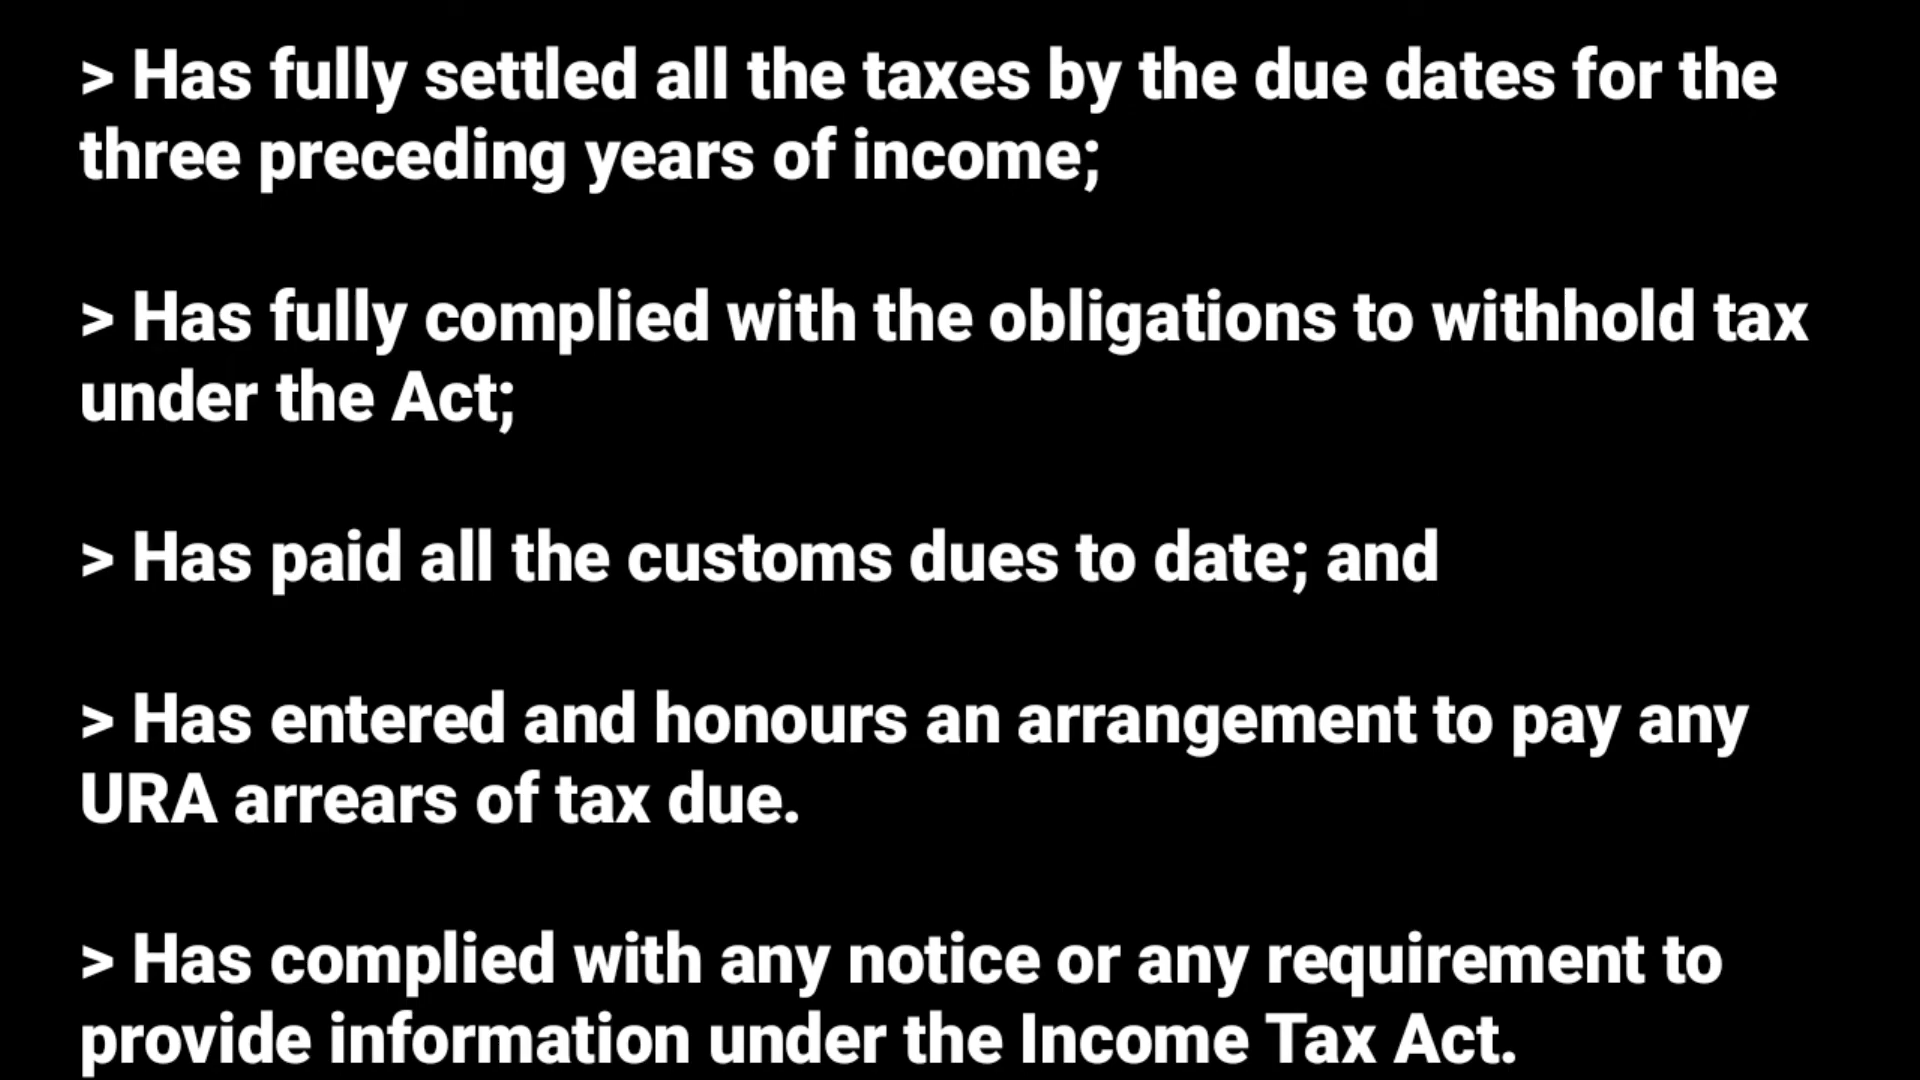 > Has fully settled all the taxes by the due dates for the
three preceding years of income;
> Has fully complied with the obligations to withhold tax
under the Act;
> Has paid all the customs dues to date; and
> Has entered and honours an arrangement to pay any
URA arrears of tax due.
> Has complied with any notice or any requirement to
provide information under the Income Tax Act.